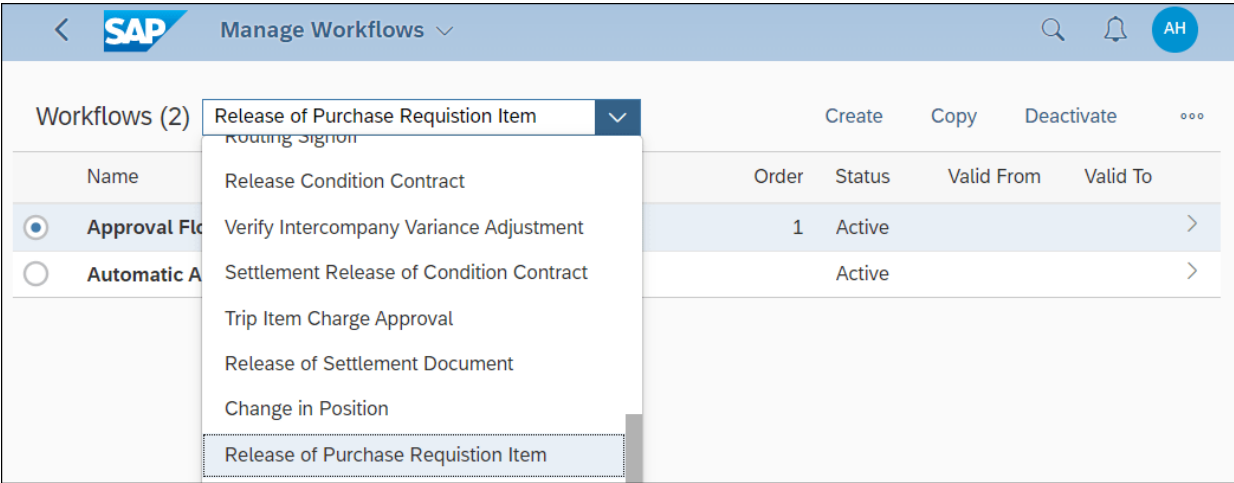 SAP Manage Workflows AH
Workflows (2) Release of Purchase Requistion Item Create Copy Deactivate
Routing Signoff
Name Order Status Valid From Valid To
Release Condition Contract
Approval Flo 1 Active
Verify Intercompany Variance Adjustment
Automatic A Active
Settlement Release of Condition Contract
Trip Item Charge Approval
Release of Settlement Document
Change in Position
Release of Purchase Requistion Item